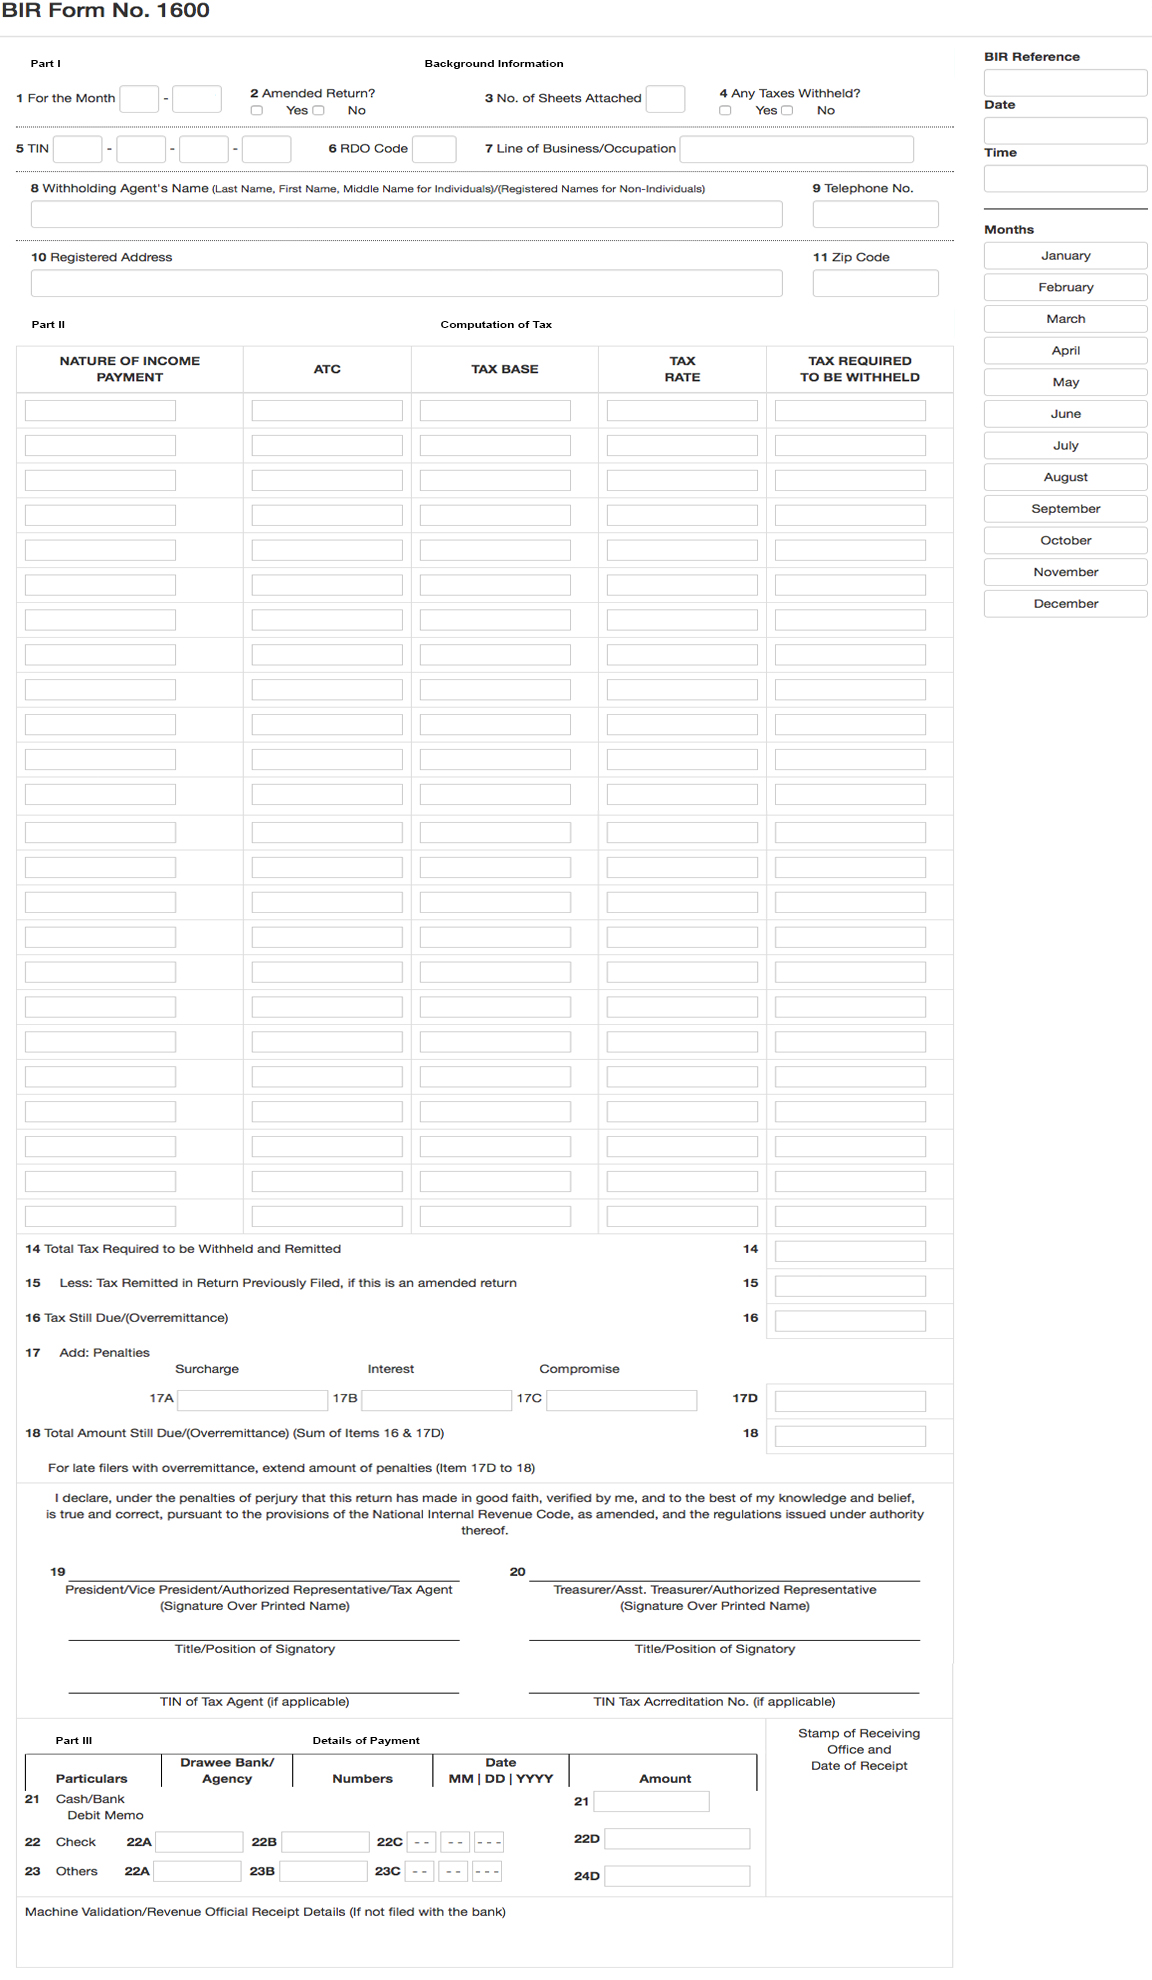 BIR Form No. 1600
Part I Background Information
1 For the Month - 2 Amended Return? Yes No 3 No. of Sheets Attached 4 Any Taxes Withheld? Yes No
5 TIN - - - 6 RDO Code 7 Line of Business/Occupation
8 Withholding Agent's Name (Last Name, First Name, Middle Name for Individuals)/(Registered Names for Non-Individuals) 9 Telephone No.
10 Registered Address 11 Zip Code
Part II Computation of Tax
NATURE OF INCOME PAYMENT ATC TAX BASE TAX RATE TAX REQUIRED TO BE WITHHELD
14 Total Tax Required to be Withheld and Remitted 14
15 Less: Tax Remitted in Return Previously Filed, if this is an amended return 15
16 Tax Still Due/(Overremittance) 16
17 Add: Penalties
Surcharge Interest Compromise
17A 17B 17C 17D
18 Total Amount Still Due/(Overremittance) (Sum of Items 16 & 17D) 18
For late filers with overremittance, extend amount of penalties (Item 17D to 18)
I declare, under the penalties of perjury that this return has made in good faith, verified by me, and to the best of my knowledge and belief,
is true and correct, pursuant to the provisions of the National Internal Revenue Code, as amended, and the regulations issued under authority
thereof.
19 20
President/Vice President/Authorized Representative/Tax Agent Treasurer/Asst. Treasurer/Authorized Representative
(Signature Over Printed Name) (Signature Over Printed Name)
Title/Position of Signatory Title/Position of Signatory
TIN of Tax Agent (if applicable) TIN Tax Acrreditation No. (if applicable)
Part III Details of Payment
Particulars Drawee Bank/ Agency Numbers Date MM | DD | YYYY Amount
21 Cash/Bank 21
Debit Memo
22 Check 22A 22B 22C - - - - - - - 22D
23 Others 22A 23B 23C - - - - - - - 24D
Stamp of Receiving
Office and
Date of Receipt
Machine Validation/Revenue Official Receipt Details (If not filed with the bank)
BIR Reference
Date
Time
Months
January
February
March
April
May
June
July
August
September
October
November
December